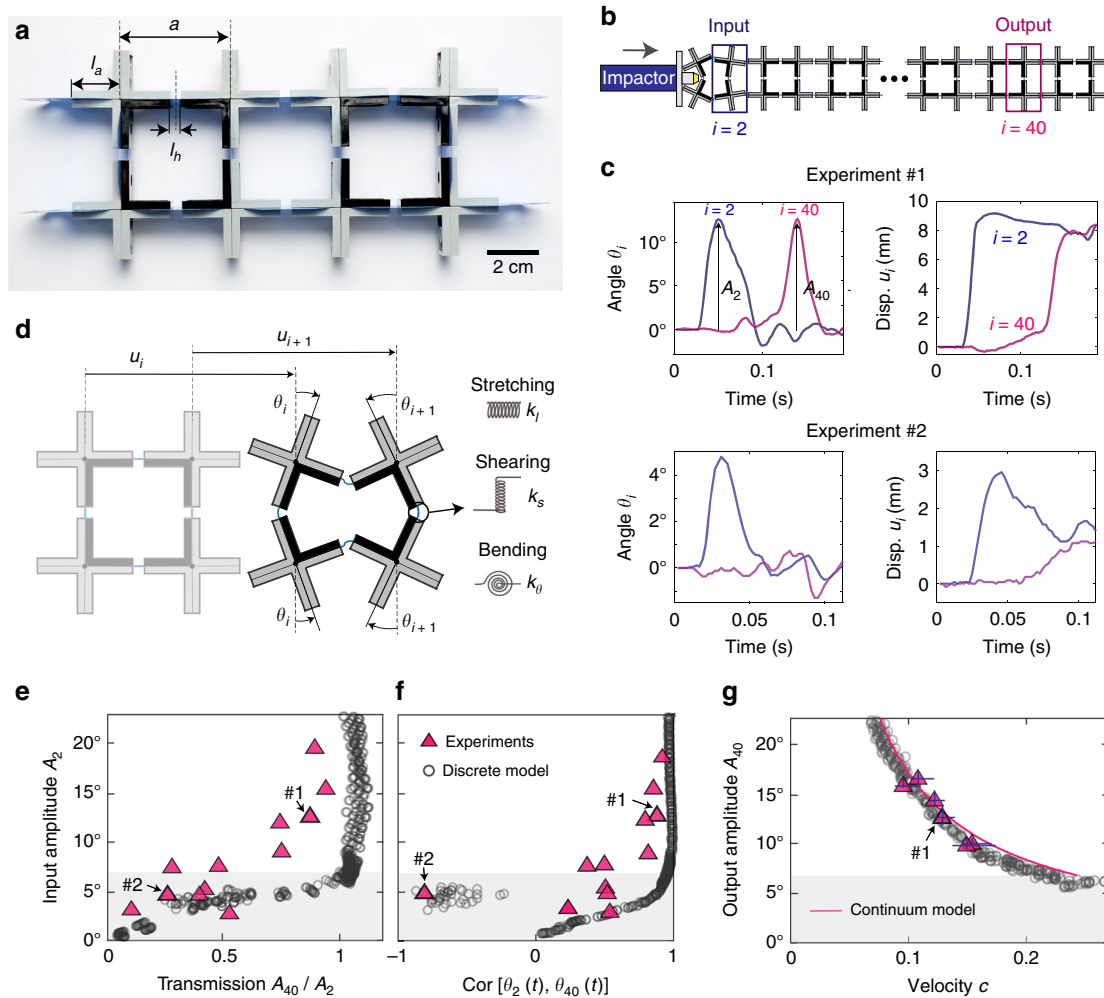 a
a
l_a
l_h
2 cm
b
Input
Output
Impactor
i = 2
i = 40
c
Experiment #1
i = 2
i = 40
10°
0°
A_2
A_40
Angle θ_i
0
0.1
Time (s)
10
8
6
4
2
0
i = 2
i = 40
Disp. u_i (mn)
0
0.1
Time (s)
Experiment #2
4°
2°
0°
Angle θ_i
0
0.05
0.1
Time (s)
3
2
1
0
Disp. u_i (mn)
0
0.05
0.1
Time (s)
d
u_i
u_{i + 1}
θ_i
θ_{i + 1}
θ_i
θ_{i + 1}
Stretching
k_l
Shearing
k_s
Bending
k_θ
e
Input amplitude A_2
20°
15°
10°
5°
0°
#1
#2
0
0.5
1
Transmission A_40 / A_2
f
Experiments
Discrete model
#1
#2
−1
0
1
Cor [θ_2 (t), θ_40 (t)]
g
Output amplitude A_40
20°
15°
10°
5°
0°
#1
Continuum model
0.1
0.2
Velocity c